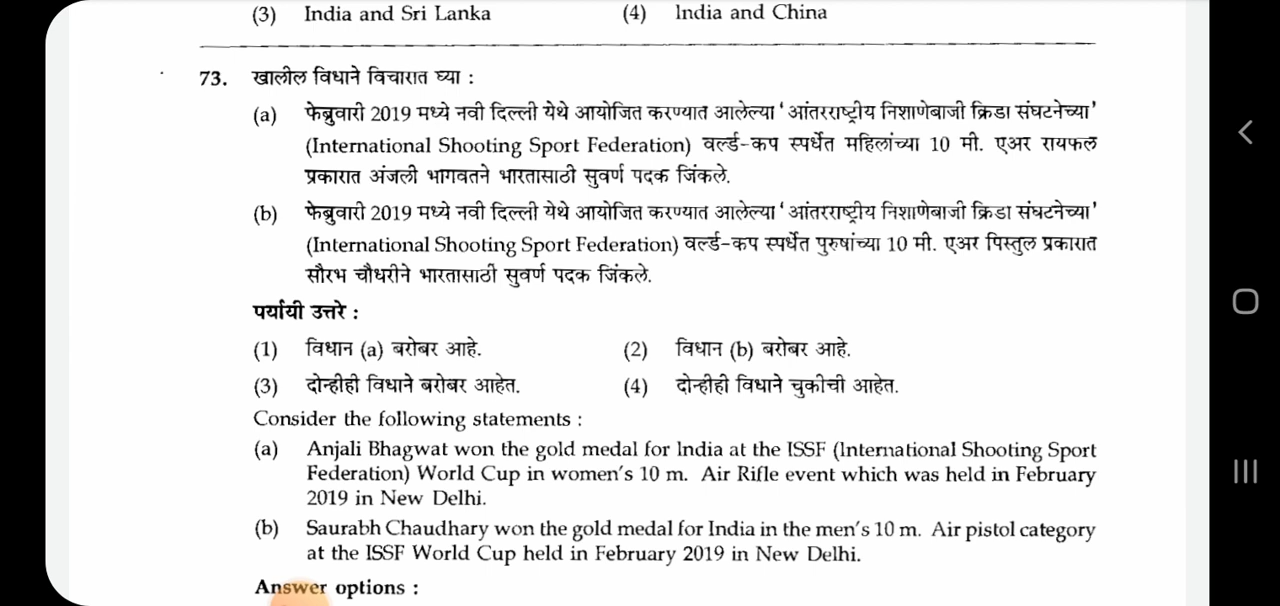 (3) India and Sri Lanka (4) India and China
73. खालील विधाने विचारात घ्या :
(a) फेब्रुवारी 2019 मध्ये नवी दिल्ली येथे आयोजित करण्यात आलेल्या 'आंतरराष्ट्रीय निशाणेबाजी क्रिडा संघटनेच्या'
(International Shooting Sport Federation) वर्ल्ड-कप स्पर्धेत महिलांच्या 10 मी. एअर रायफल
प्रकारात अंजली भागवतने भारतासाठी सुवर्ण पदक जिंकले.
(b) फेब्रुवारी 2019 मध्ये नवी दिल्ली येथे आयोजित करण्यात आलेल्या 'आंतरराष्ट्रीय निशाणेबाजी क्रिडा संघटनेच्या'
(International Shooting Sport Federation) वर्ल्ड-कप स्पर्धेत पुरुषांच्या 10 मी. एअर पिस्तुल प्रकारात
सौरभ चौधरीने भारतासाठी सुवर्ण पदक जिंकले.
पर्यायी उत्तरे :
(1) विधान (a) बरोबर आहे. (2) विधान (b) बरोबर आहे.
(3) दोन्हीही विधाने बरोबर आहेत. (4) दोन्हीही विधाने चुकीची आहेत.
Consider the following statements :
(a) Anjali Bhagwat won the gold medal for India at the ISSF (International Shooting Sport
Federation) World Cup in women's 10 m. Air Rifle event which was held in February
2019 in New Delhi.
(b) Saurabh Chaudhary won the gold medal for India in the men's 10 m. Air pistol category
at the ISSF World Cup held in February 2019 in New Delhi.
Answer options :